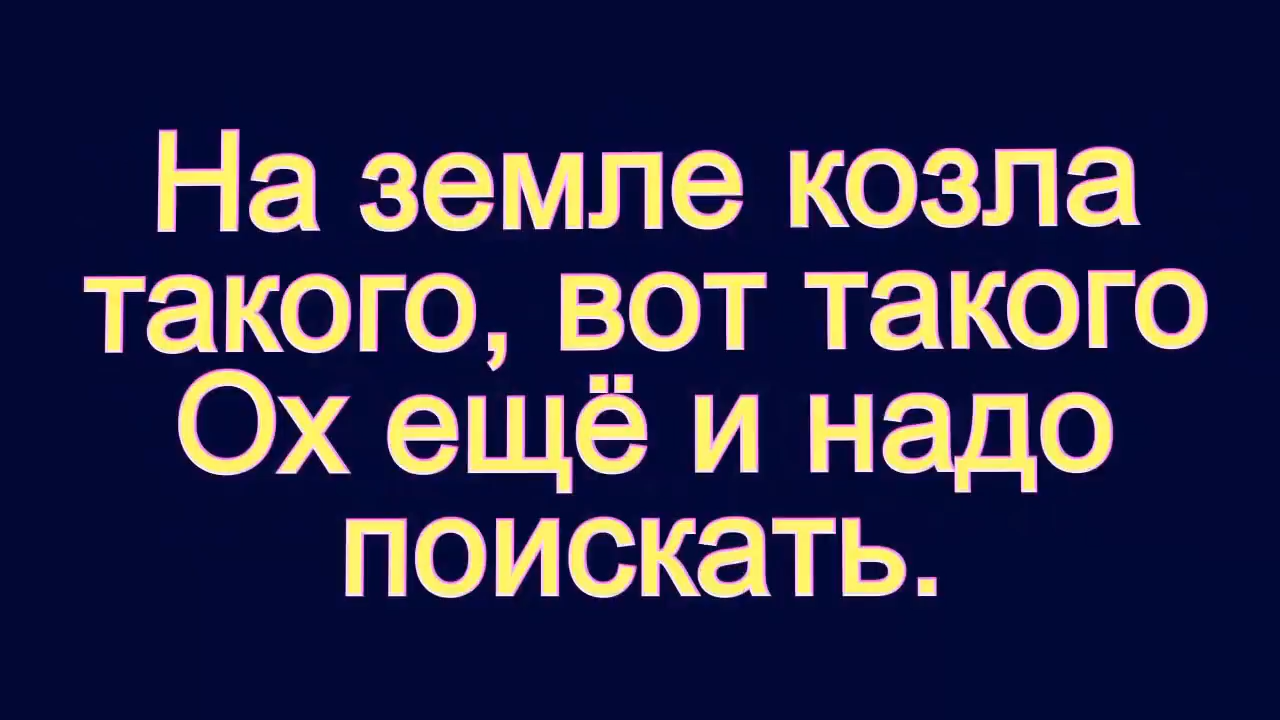 На земле козла
такого, вот такого
Ох ещё и надо
поискать.